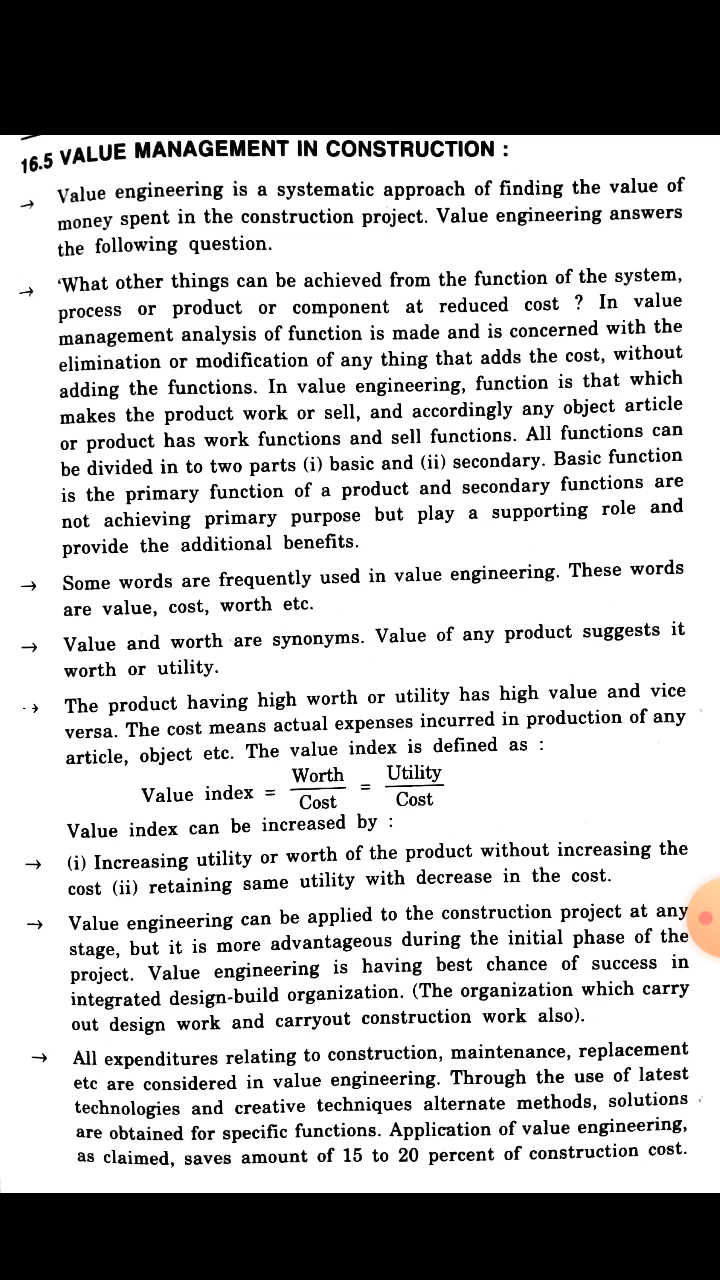 16.5 VALUE MANAGEMENT IN CONSTRUCTION :
→ Value engineering is a systematic approach of finding the value of
money spent in the construction project. Value engineering answers
the following question.
→ ‘What other things can be achieved from the function of the system,
process or product or component at reduced cost ? In value
management analysis of function is made and is concerned with the
elimination or modification of any thing that adds the cost, without
adding the functions. In value engineering, function is that which
makes the product work or sell, and accordingly any object article
or product has work functions and sell functions. All functions can
be divided in to two parts (i) basic and (ii) secondary. Basic function
is the primary function of a product and secondary functions are
not achieving primary purpose but play a supporting role and
provide the additional benefits.
→ Some words are frequently used in value engineering. These words
are value, cost, worth etc.
→ Value and worth are synonyms. Value of any product suggests it
worth or utility.
→ The product having high worth or utility has high value and vice
versa. The cost means actual expenses incurred in production of any
article, object etc. The value index is defined as :
Value index = Worth / Cost = Utility / Cost
Value index can be increased by :
→ (i) Increasing utility or worth of the product without increasing the
cost (ii) retaining same utility with decrease in the cost.
→ Value engineering can be applied to the construction project at any
stage, but it is more advantageous during the initial phase of the
project. Value engineering is having best chance of success in
integrated design-build organization. (The organization which carry
out design work and carryout construction work also).
→ All expenditures relating to construction, maintenance, replacement
etc are considered in value engineering. Through the use of latest
technologies and creative techniques alternate methods, solutions
are obtained for specific functions. Application of value engineering,
as claimed, saves amount of 15 to 20 percent of construction cost.